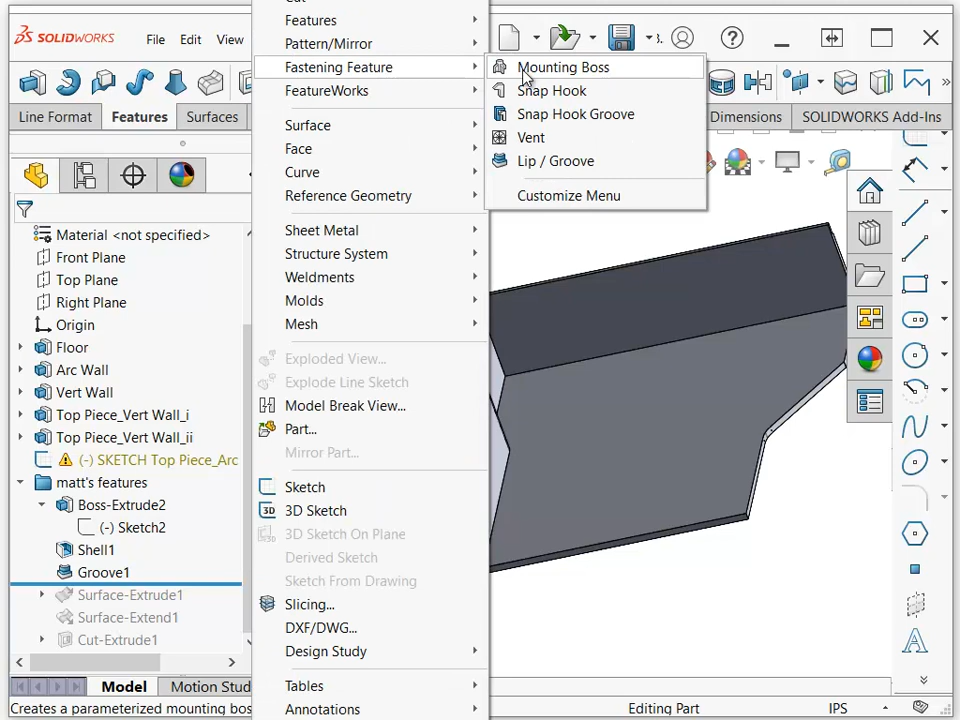 SOLIDWORKS
File
Edit
View
Line Format
Features
Surfaces
Dimensions
SOLIDWORKS Add-Ins
Features
Pattern/Mirror
Fastening Feature
FeatureWorks
Surface
Face
Curve
Reference Geometry
Sheet Metal
Structure System
Weldments
Molds
Mesh
Exploded View...
Explode Line Sketch
Model Break View...
Part...
Mirror Part...
Sketch
3D Sketch
3D Sketch On Plane
Derived Sketch
Sketch From Drawing
Slicing...
DXF/DWG...
Design Study
Tables
Annotations
Mounting Boss
Snap Hook
Snap Hook Groove
Vent
Lip / Groove
Customize Menu
Material <not specified>
Front Plane
Top Plane
Right Plane
Origin
Floor
Arc Wall
Vert Wall
Top Piece_Vert Wall_i
Top Piece_Vert Wall_ii
(-) SKETCH Top Piece_Arc
matt's features
Boss-Extrude2
(-) Sketch2
Shell1
Groove1
Surface-Extrude1
Surface-Extend1
Cut-Extrude1
Model
Motion Stud
Creates a parameterized mounting bos
Editing Part
IPS